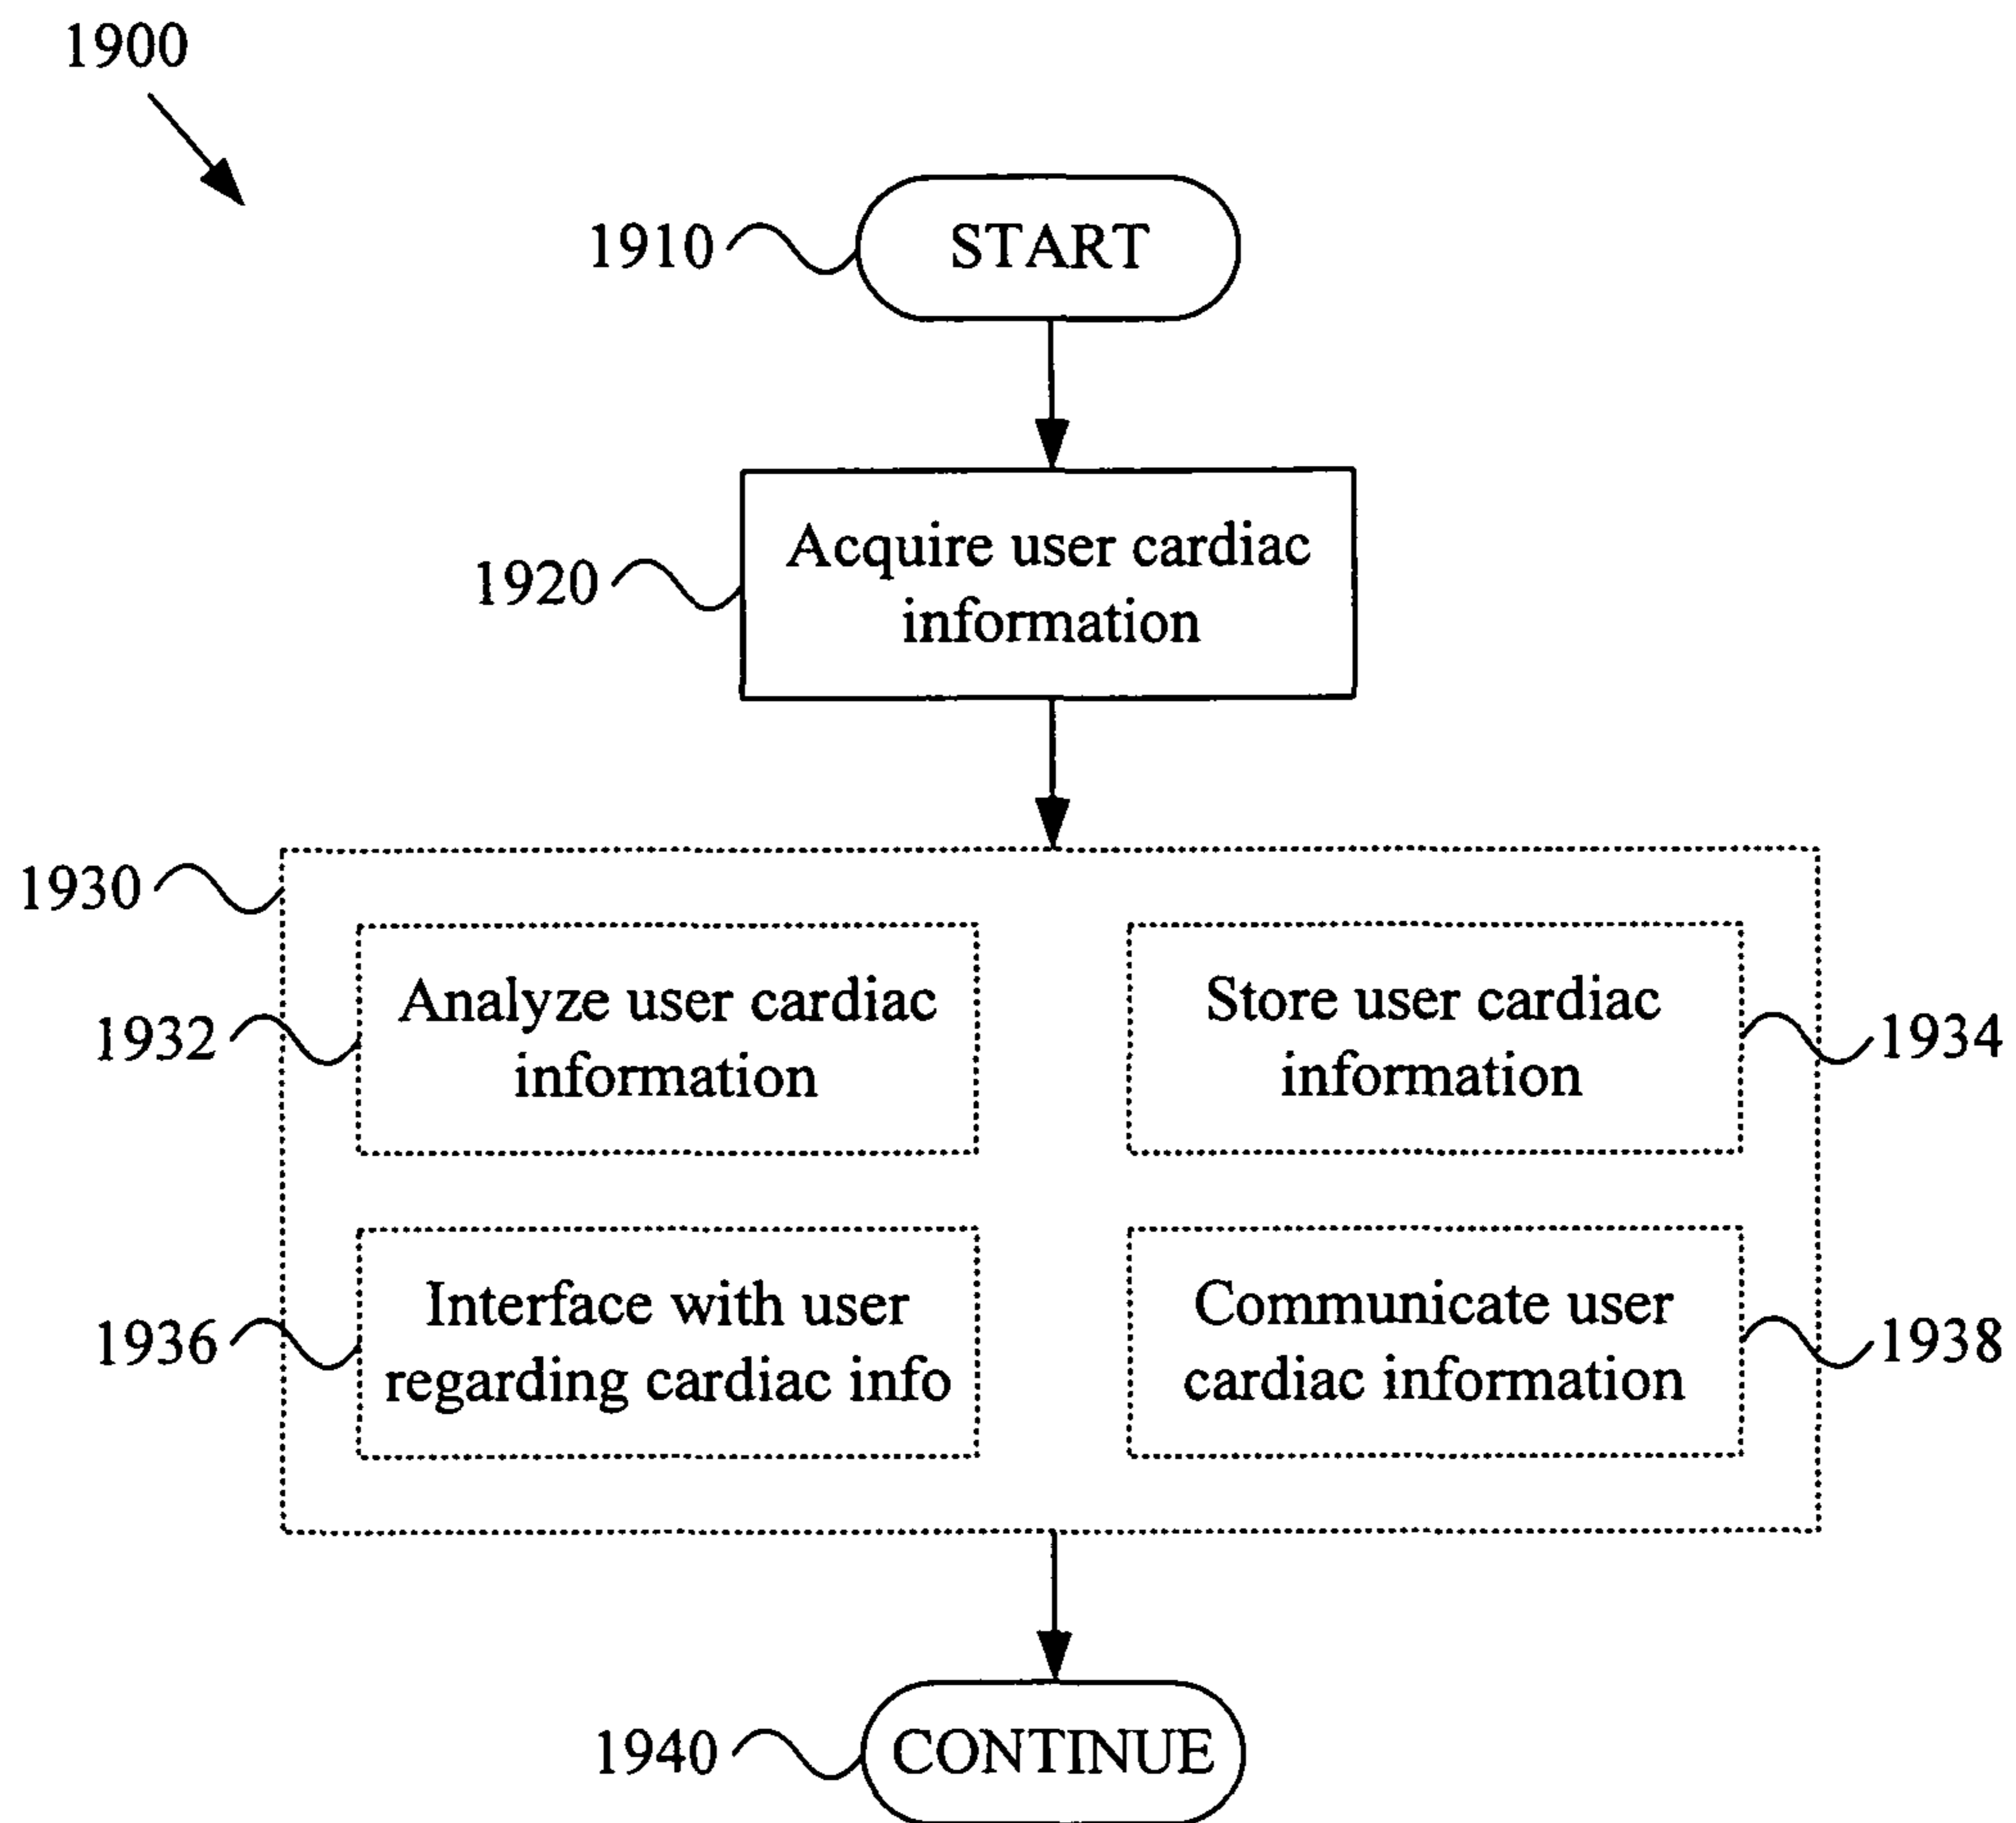 1900
1910
START
1920
Acquire user cardiac
information
1930
1932
Analyze user cardiac
information
Store user cardiac
information
1934
1936
Interface with user
regarding cardiac info
Communicate user
cardiac information
1938
1940
CONTINUE